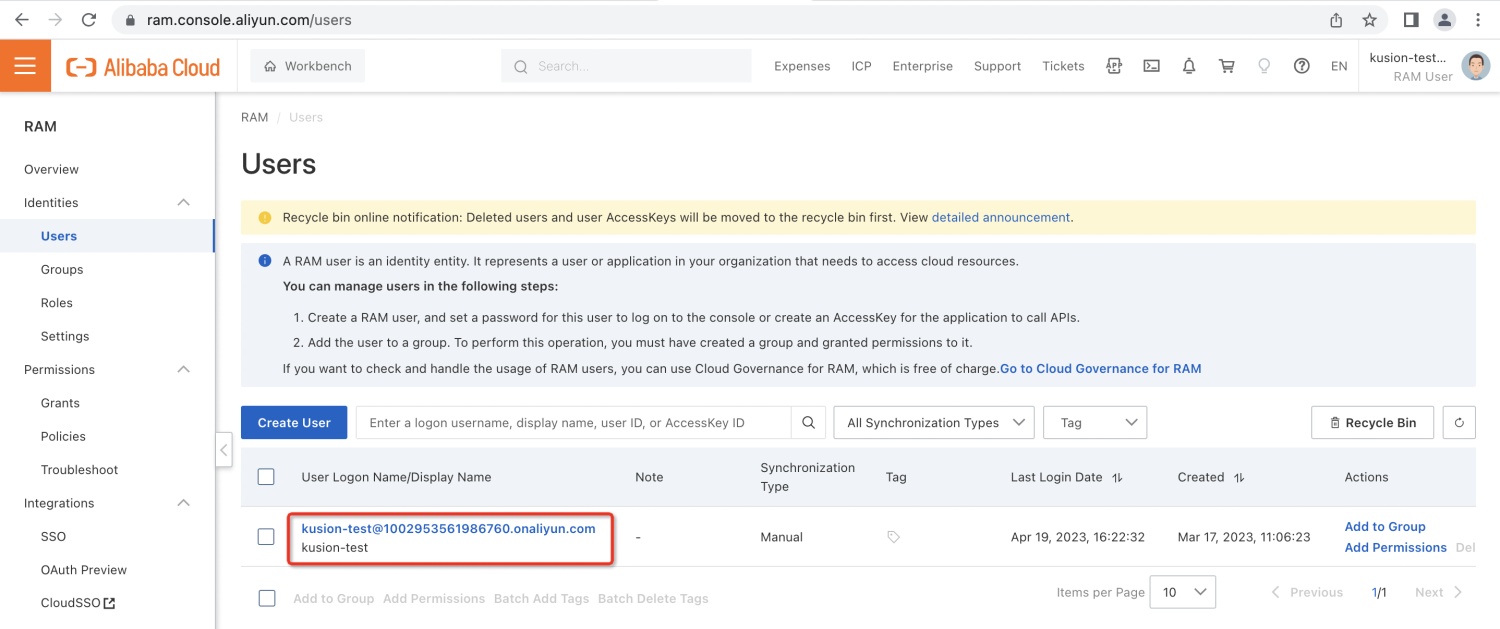 ram.console.aliyun.com/users
Alibaba Cloud
Workbench
Search...
Expenses
ICP
Enterprise
Support
Tickets
EN
kusion-test...
RAM User
RAM
Overview
Identities
Users
Groups
Roles
Settings
Permissions
Grants
Policies
Troubleshoot
Integrations
SSO
OAuth Preview
CloudSSO
RAM / Users
Users
Recycle bin online notification: Deleted users and user AccessKeys will be moved to the recycle bin first. View detailed announcement.
A RAM user is an identity entity. It represents a user or application in your organization that needs to access cloud resources.
You can manage users in the following steps:
1. Create a RAM user, and set a password for this user to log on to the console or create an AccessKey for the application to call APIs.
2. Add the user to a group. To perform this operation, you must have created a group and granted permissions to it.
If you want to check and handle the usage of RAM users, you can use Cloud Governance for RAM, which is free of charge.Go to Cloud Governance for RAM
Create User
Enter a logon username, display name, user ID, or AccessKey ID
All Synchronization Types
Tag
Recycle Bin
User Logon Name/Display Name
Note
Synchronization
Type
Tag
Last Login Date
Created
Actions
kusion-test@1002953561986760.onaliyun.com
kusion-test
-
Manual
Apr 19, 2023, 16:22:32
Mar 17, 2023, 11:06:23
Add to Group
Add Permissions Del
Add to Group Add Permissions Batch Add Tags Batch Delete Tags
Items per Page 10
Previous 1/1 Next